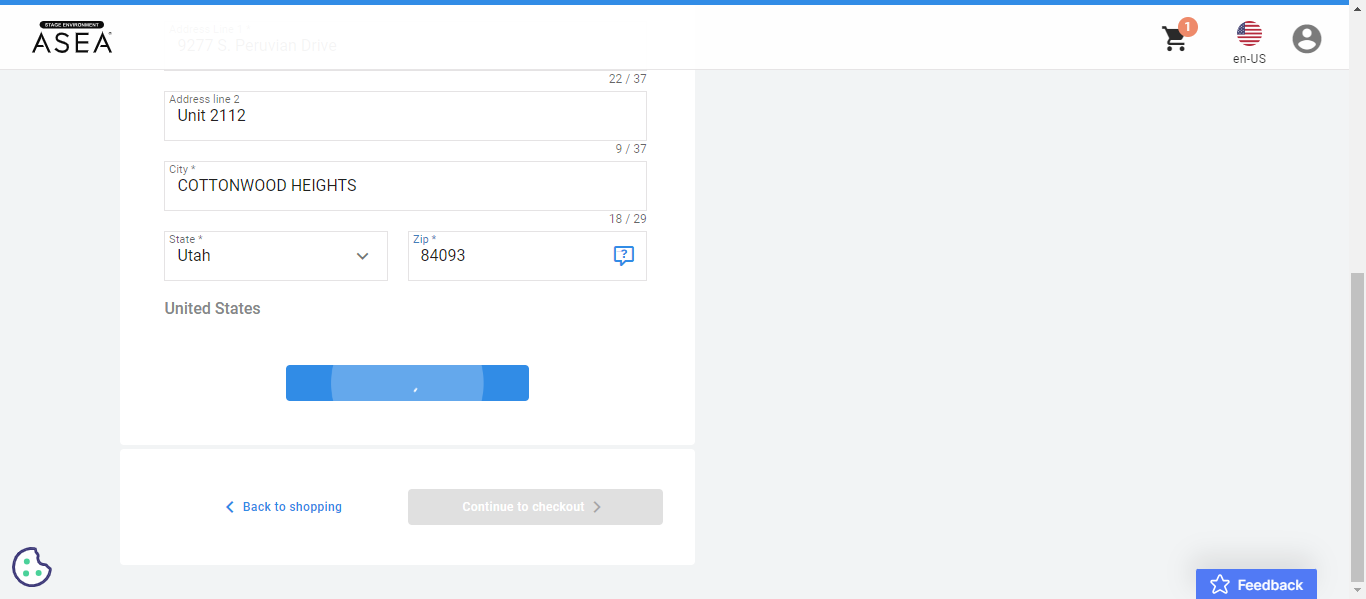 STAGE ENVIRONMENT
ASEA
Address Line 1 *
9277 S. Peruvian Drive
1
en-US
22 / 37
Address line 2
Unit 2112
9 / 37
City *
COTTONWOOD HEIGHTS
18 / 29
State *
Utah
Zip *
84093
?
United States
Back to shopping
Continue to checkout
Feedback